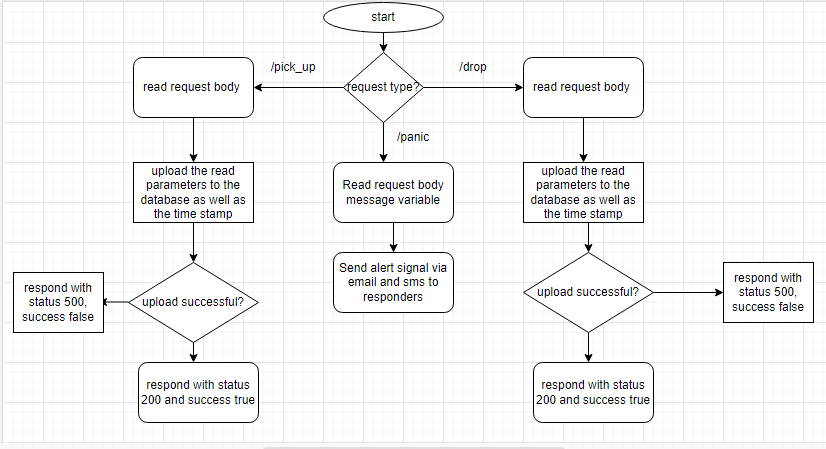 start
/pick_up
request type?
/drop
read request body
read request body
/panic
upload the read
parameters to the
database as well as
the time stamp
Read request body
message variable
upload the read
parameters to the
database as well as
the time stamp
Send alert signal via
email and sms to
responders
respond with
status 500,
success false
upload successful?
upload successful?
respond with
status 500,
success false
respond with status
200 and success true
respond with status
200 and success true